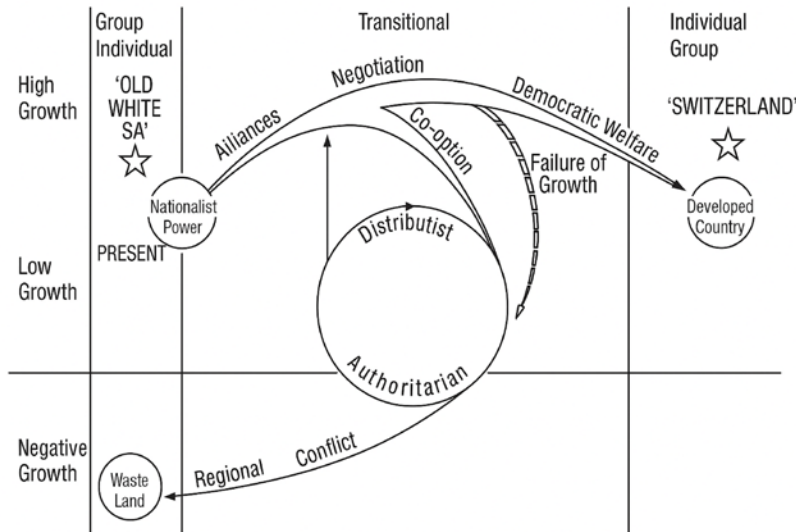 Group
Individual
Transitional
Individual
Group
High
Growth
'OLD
WHITE
SA'
Ailiances
Negotiation
Democratic Welfare
Co-option
Failure of
Growth
'SWITZERLAND'
Nationalist
Power
Developed
Country
PRESENT
Distributist
Low
Growth
Authoritarian
Negative
Growth
Waste
Land
Regional Conflict